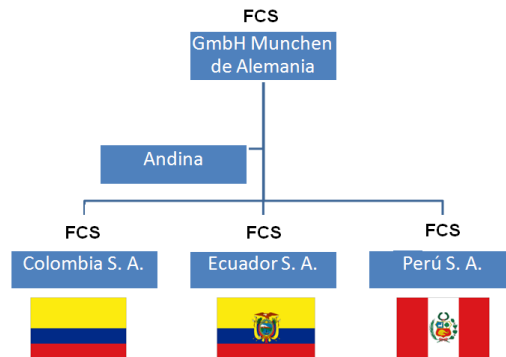 FCS
GmbH Munchen
de Alemania
Andina
FCS
FCS
FCS
Colombia S. A.
Ecuador S. A.
Perú S. A.